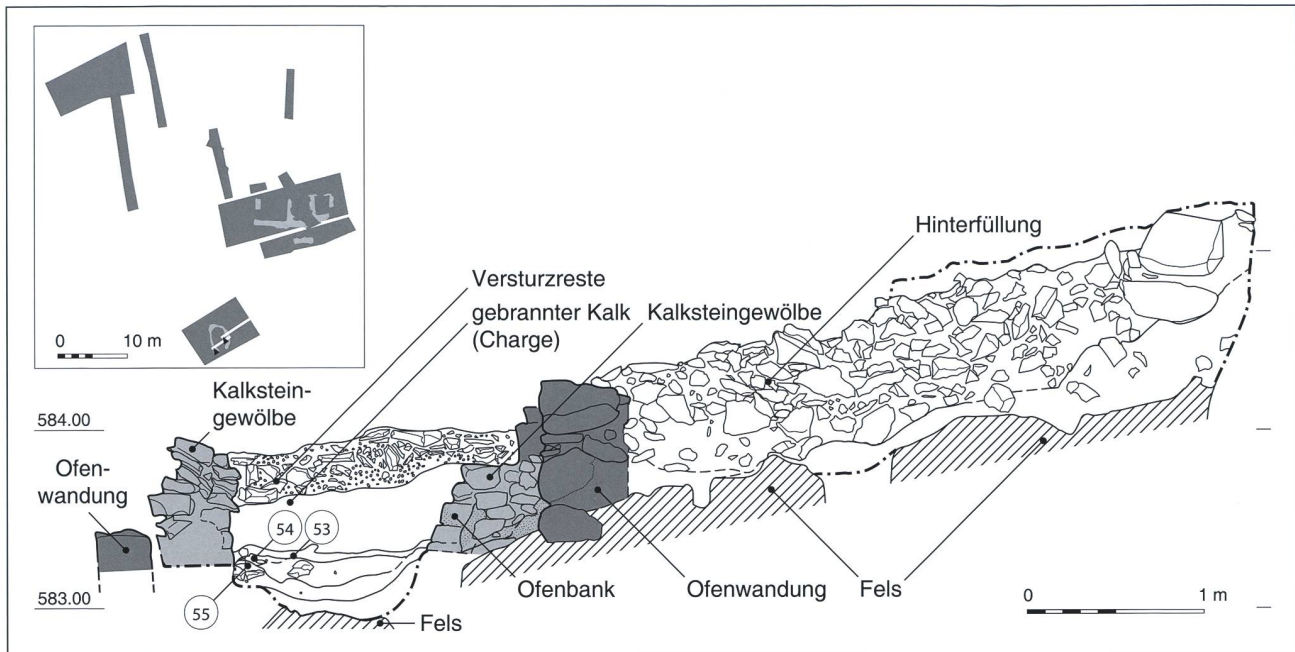 0 10 m
Hinterfüllung
Versturzreste
gebrannter Kalk
(Charge)
Kalksteingewölbe
Kalkstein-
gewölbe
584.00
Ofen-
wandung
54 53
55
583.00
Ofenbank
Ofenwandung
Fels
Fels
0 1 m